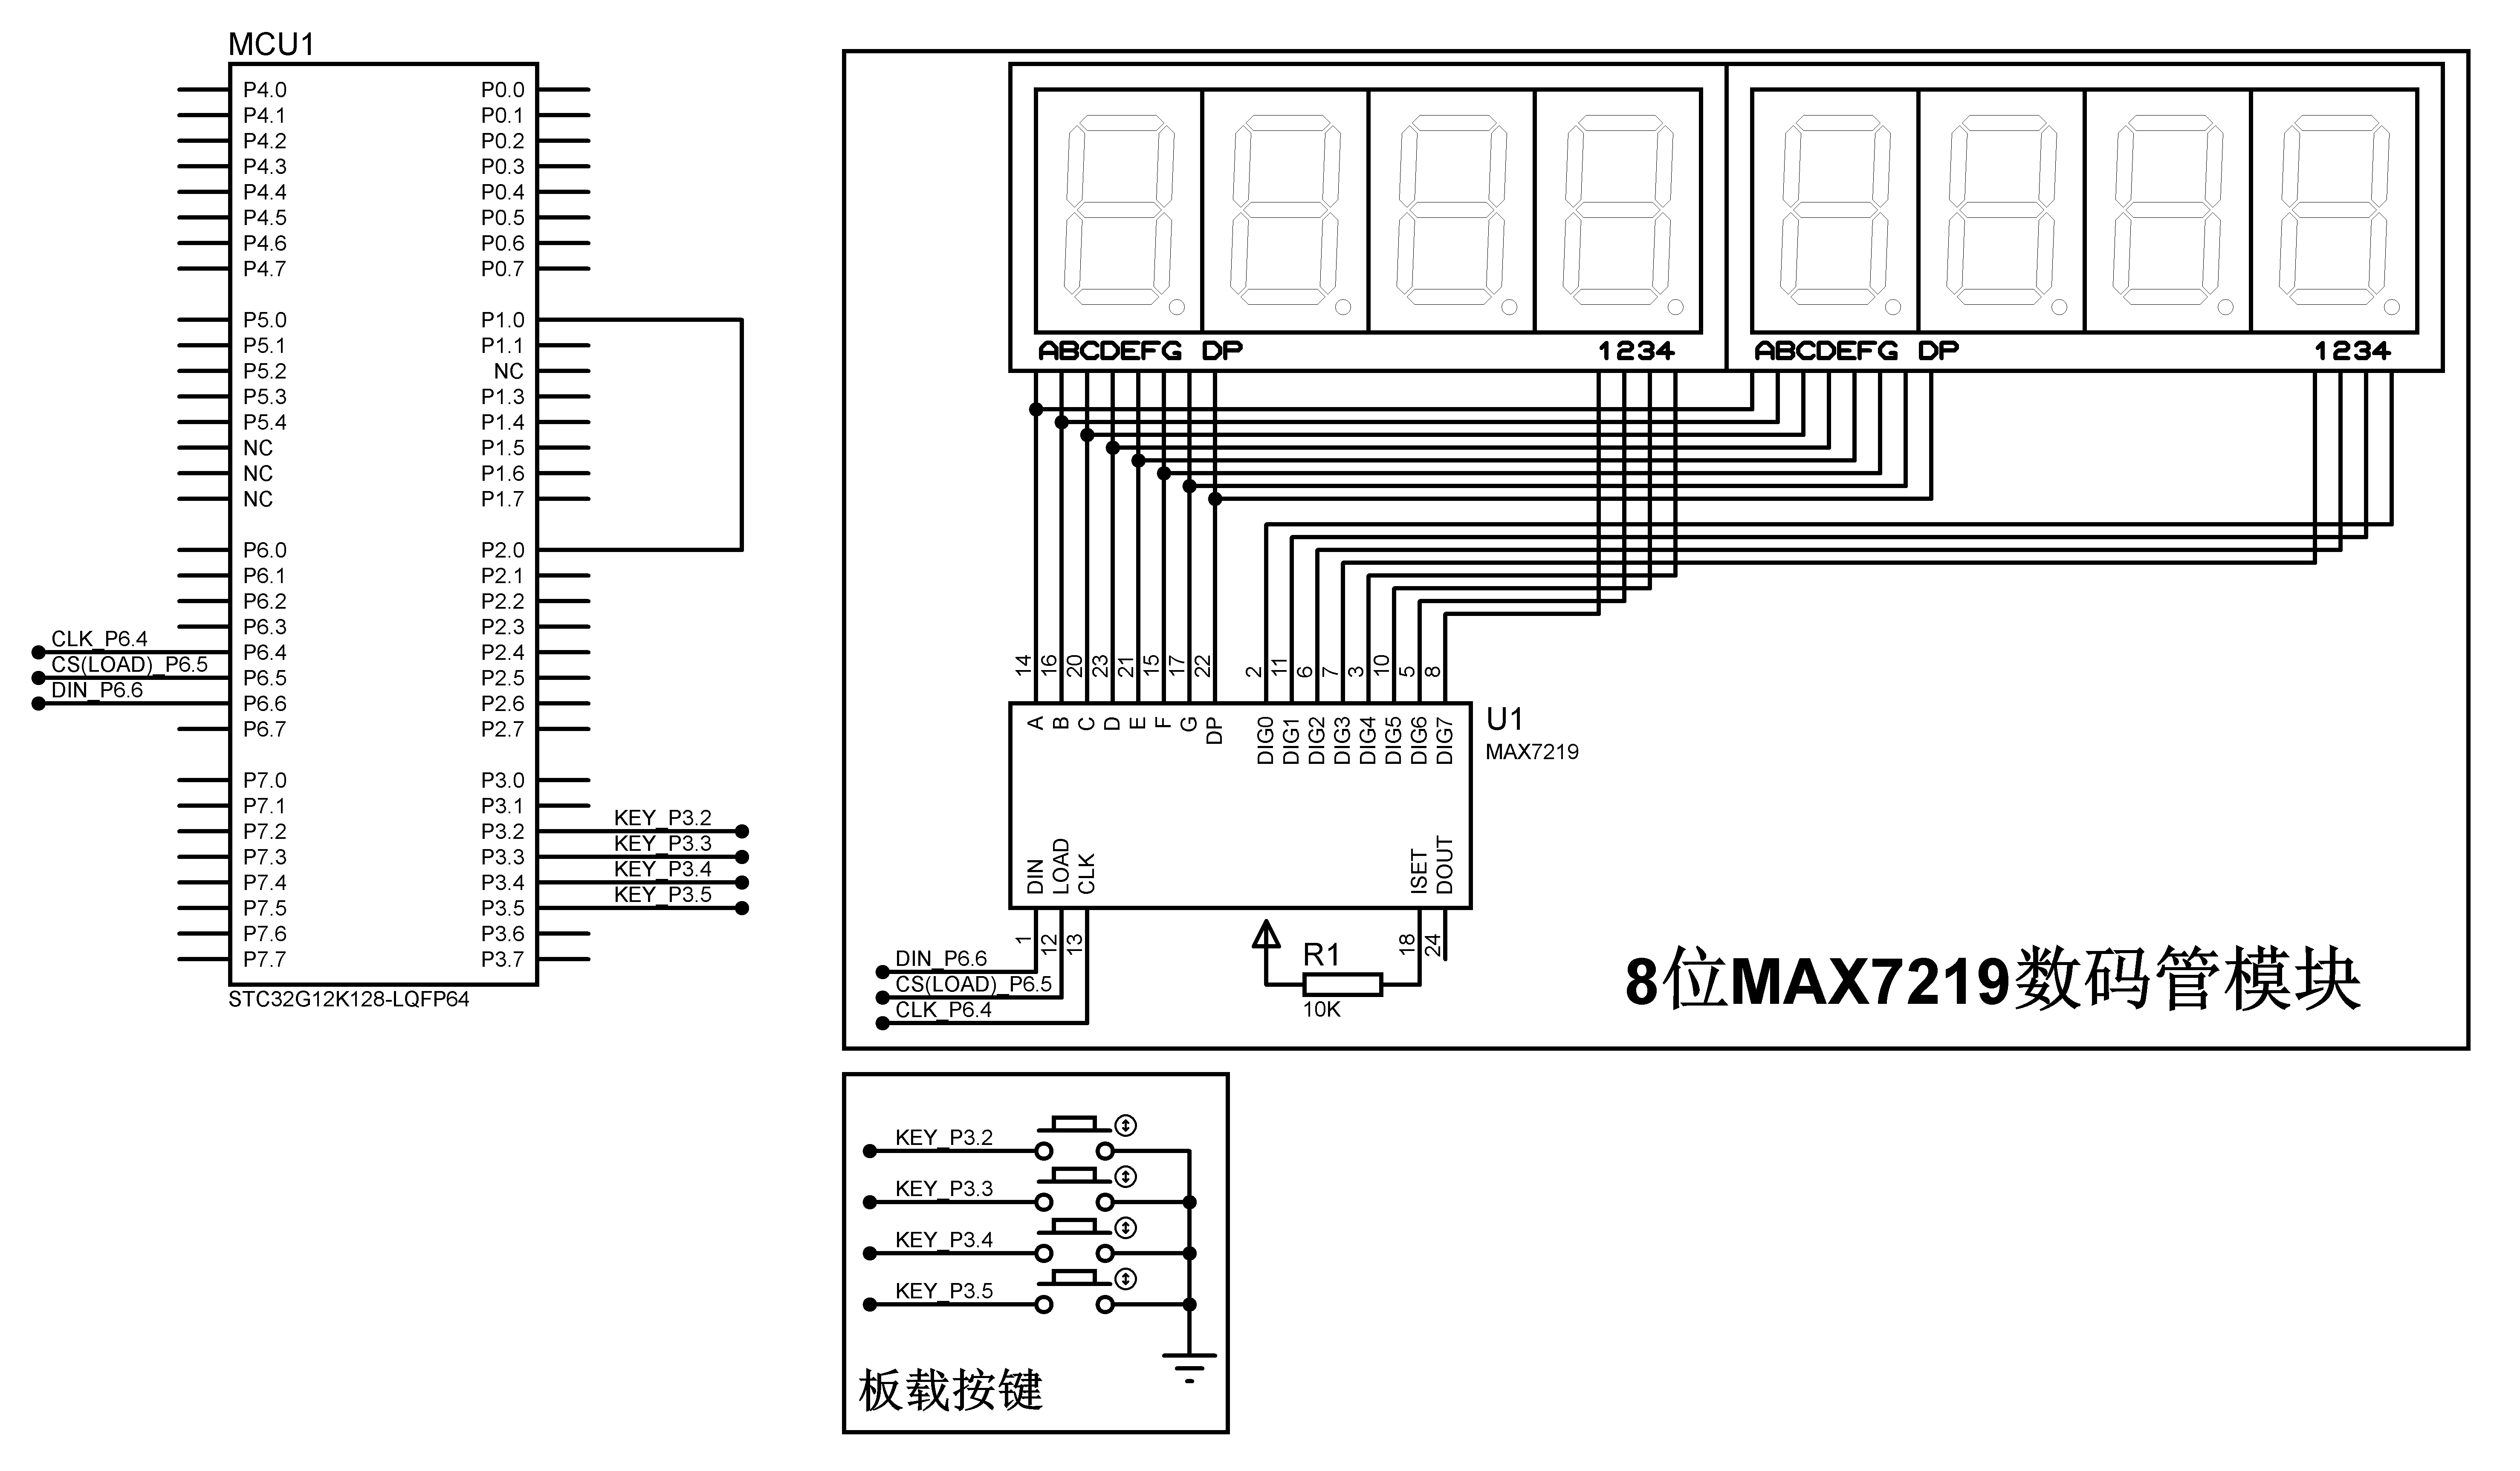 MCU1
P4.0 P0.0
P4.1 P0.1
P4.2 P0.2
P4.3 P0.3
P4.4 P0.4
P4.5 P0.5
P4.6 P0.6
P4.7 P0.7
P5.0 P1.0
P5.1 P1.1
P5.2 NC
P5.3 P1.3
P5.4 P1.4
NC P1.5
NC P1.6
NC P1.7
P6.0 P2.0
P6.1 P2.1
P6.2 P2.2
P6.3 P2.3
CLK_P6.4 P6.4 P2.4
CS(LOAD)_P6.5 P6.5 P2.5
DIN_P6.6 P6.6 P2.6
P6.7 P2.7
P7.0 P3.0
P7.1 P3.1
P7.2 P3.2 KEY_P3.2
P7.3 P3.3 KEY_P3.3
P7.4 P3.4 KEY_P3.4
P7.5 P3.5 KEY_P3.5
P7.6 P3.6
P7.7 P3.7
STC32G12K128-LQFP64
ABCDEFG DP 1234 ABCDEFG DP 1234
14 16 20 23 21 15 17 22 2 11 6 7 3 10 5 8
A B C D E F G DP DIG0 DIG1 DIG2 DIG3 DIG4 DIG5 DIG6 DIG7
U1
MAX7219
DIN LOAD CLK ISET DOUT
1 12 13 18 24
DIN_P6.6
CS(LOAD)_P6.5
CLK_P6.4
R1
10K
8位MAX7219数码管模块
KEY_P3.2
KEY_P3.3
KEY_P3.4
KEY_P3.5
板载按键